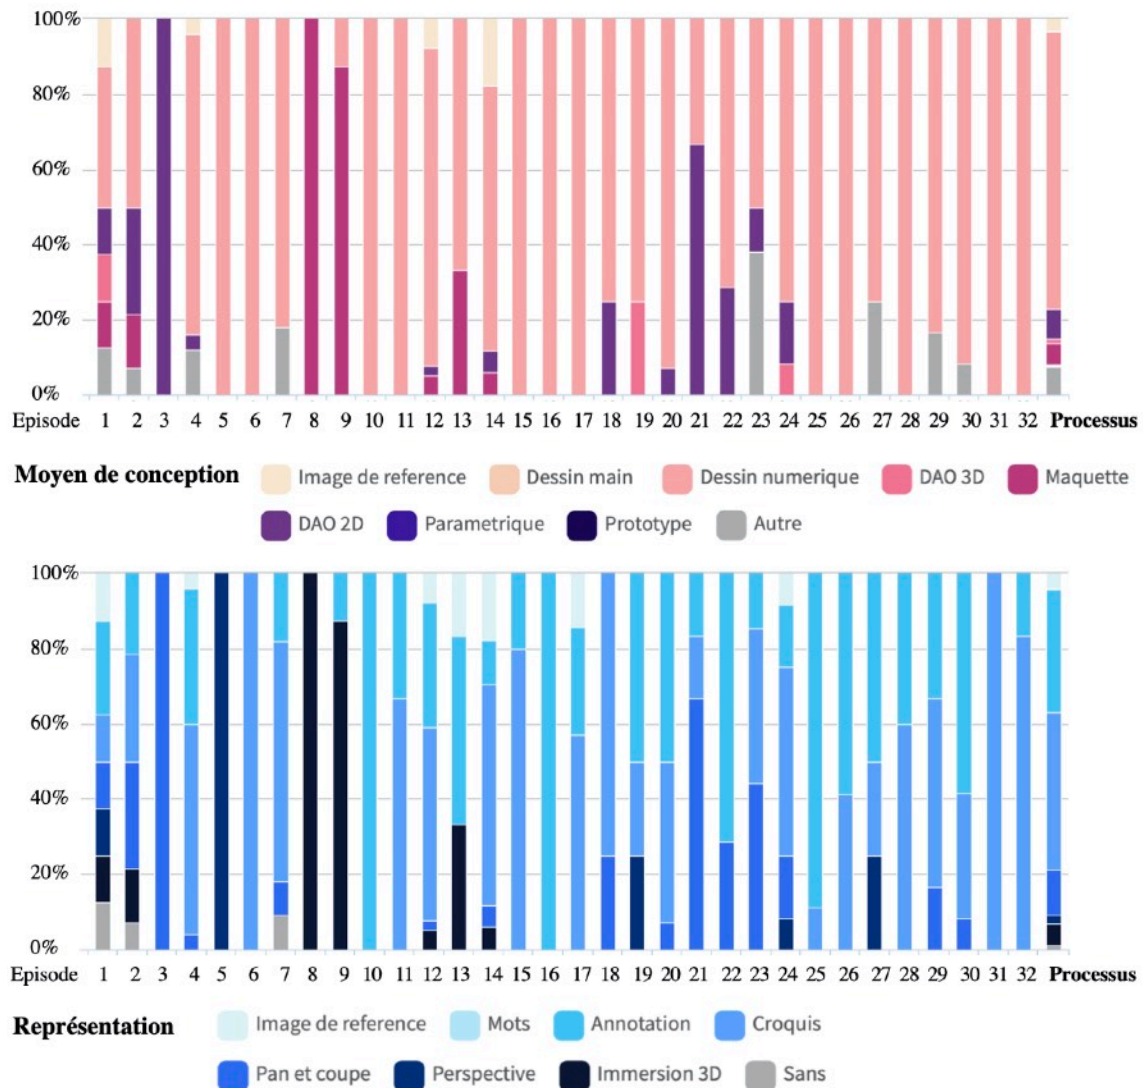 100%
80%
60%
40%
20%
0%
Episode 1 2 3 4 5 6 7 8 9 10 11 12 13 14 15 16 17 18 19 20 21 22 23 24 25 26 27 28 29 30 31 32 Processus
Moyen de conception Image de reference Dessin main Dessin numerique DAO 3D Maquette
DAO 2D Parametrique Prototype Autre
100%
80%
60%
40%
20%
0%
Episode 1 2 3 4 5 6 7 8 9 10 11 12 13 14 15 16 17 18 19 20 21 22 23 24 25 26 27 28 29 30 31 32 Processus
Représentation Image de reference Mots Annotation Croquis
Pan et coupe Perspective Immersion 3D Sans